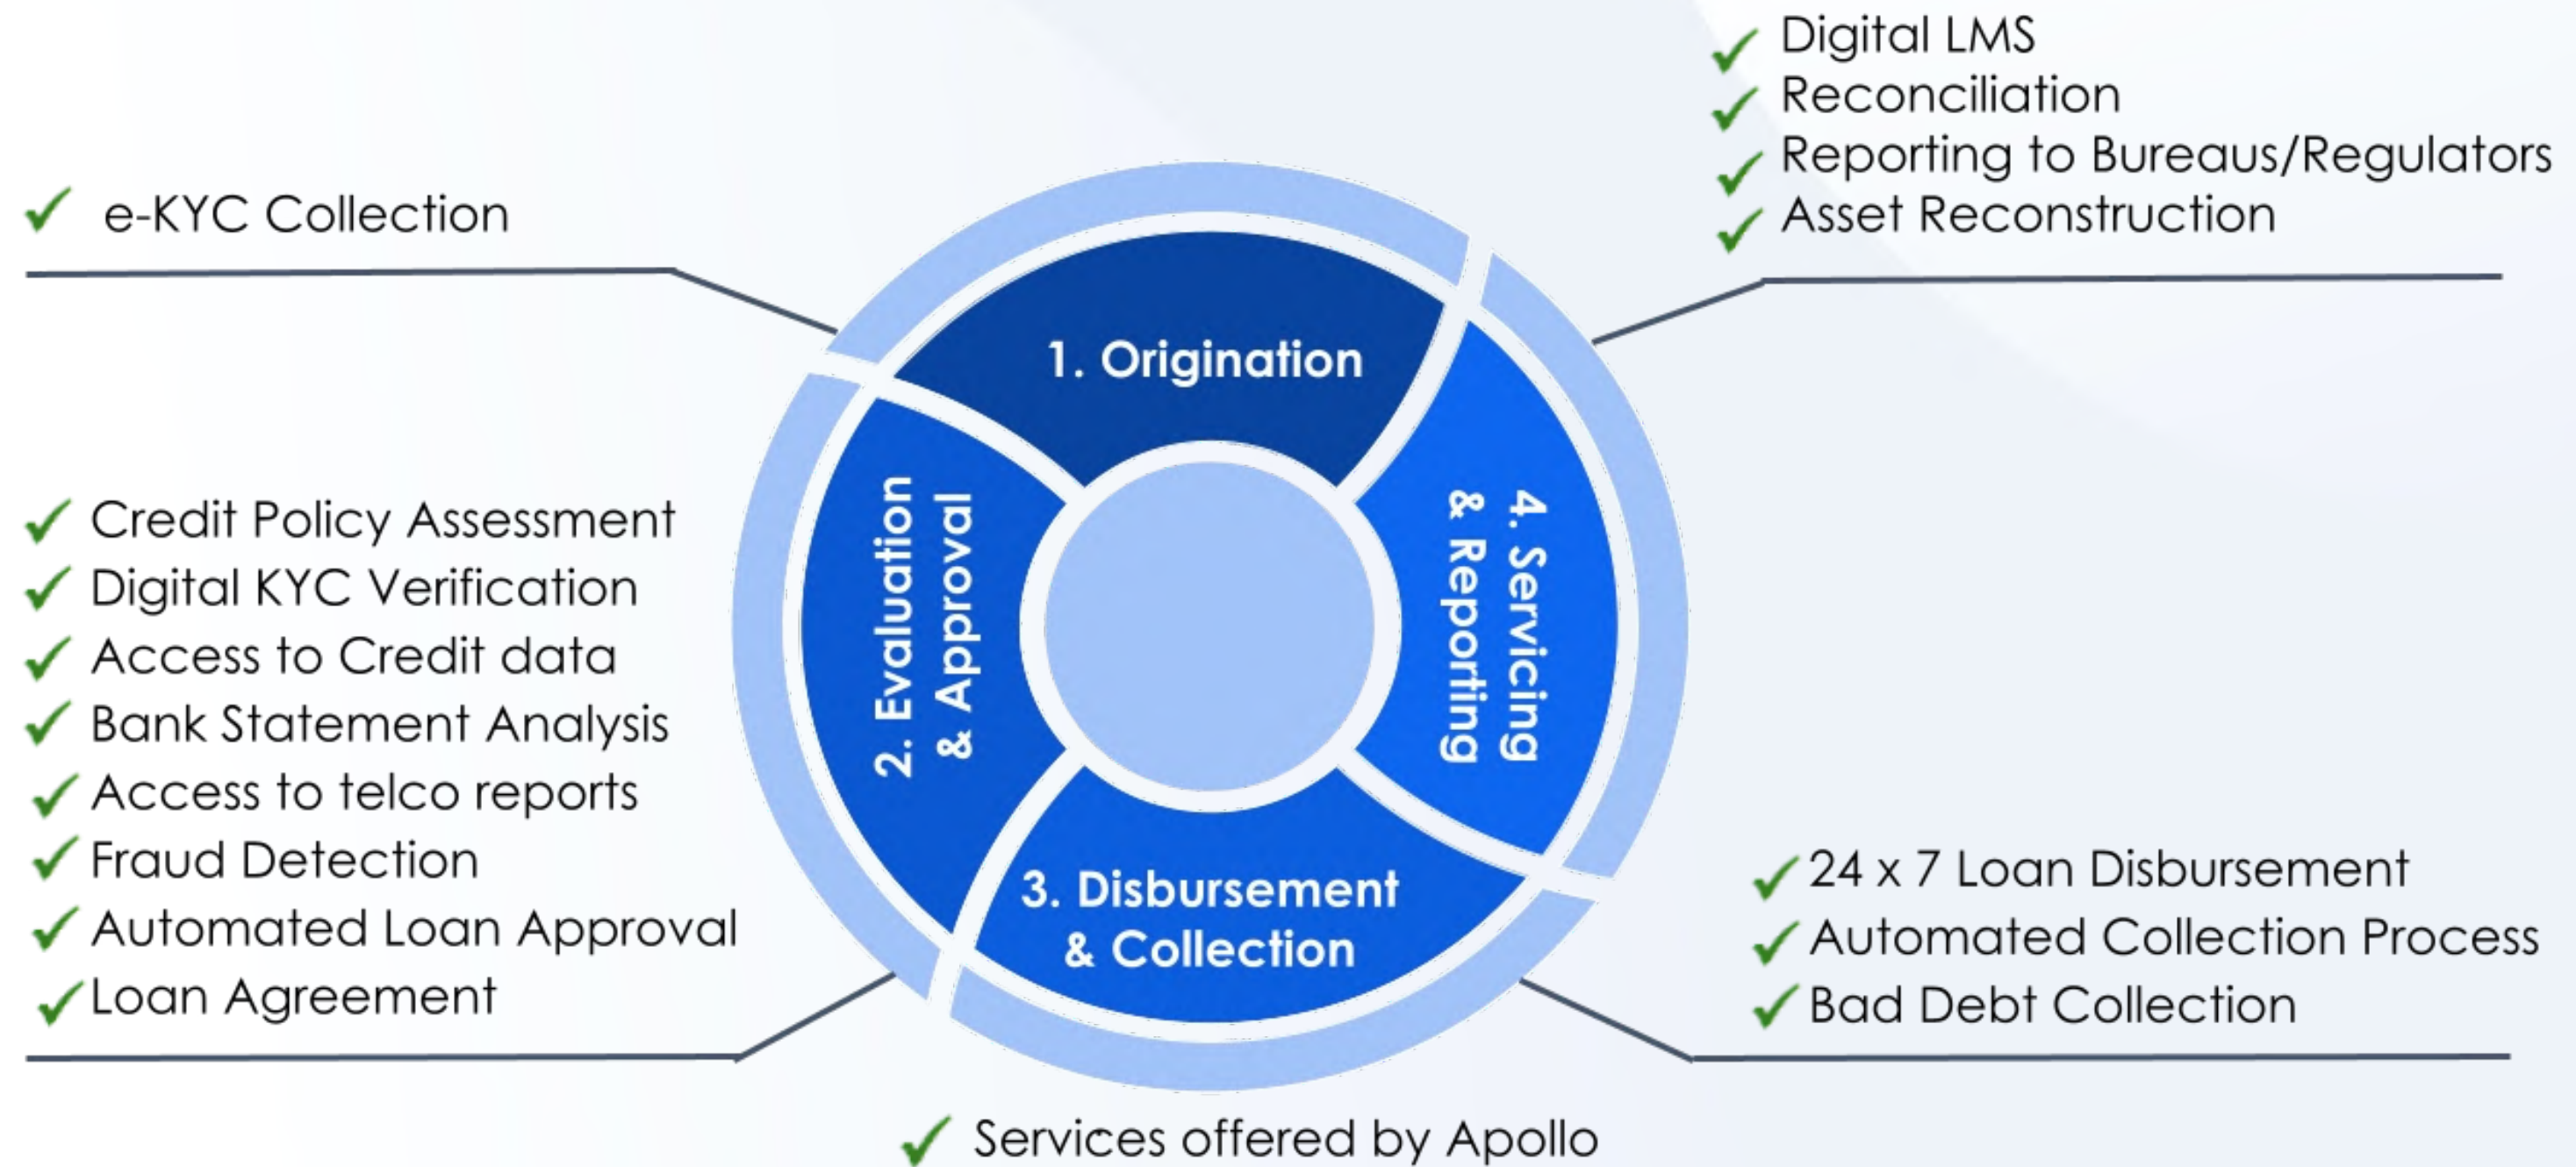 e-KYC Collection
1. Origination
Digital LMS
Reconciliation
Reporting to Bureaus/Regulators
Asset Reconstruction
Credit Policy Assessment
Digital KYC Verification
Access to Credit data
Bank Statement Analysis
Access to telco reports
Fraud Detection
Automated Loan Approval
Loan Agreement
2. Evaluation
& Approval
4. Servicing
& Reporting
3. Disbursement
& Collection
24 x 7 Loan Disbursement
Automated Collection Process
Bad Debt Collection
Services offered by Apollo